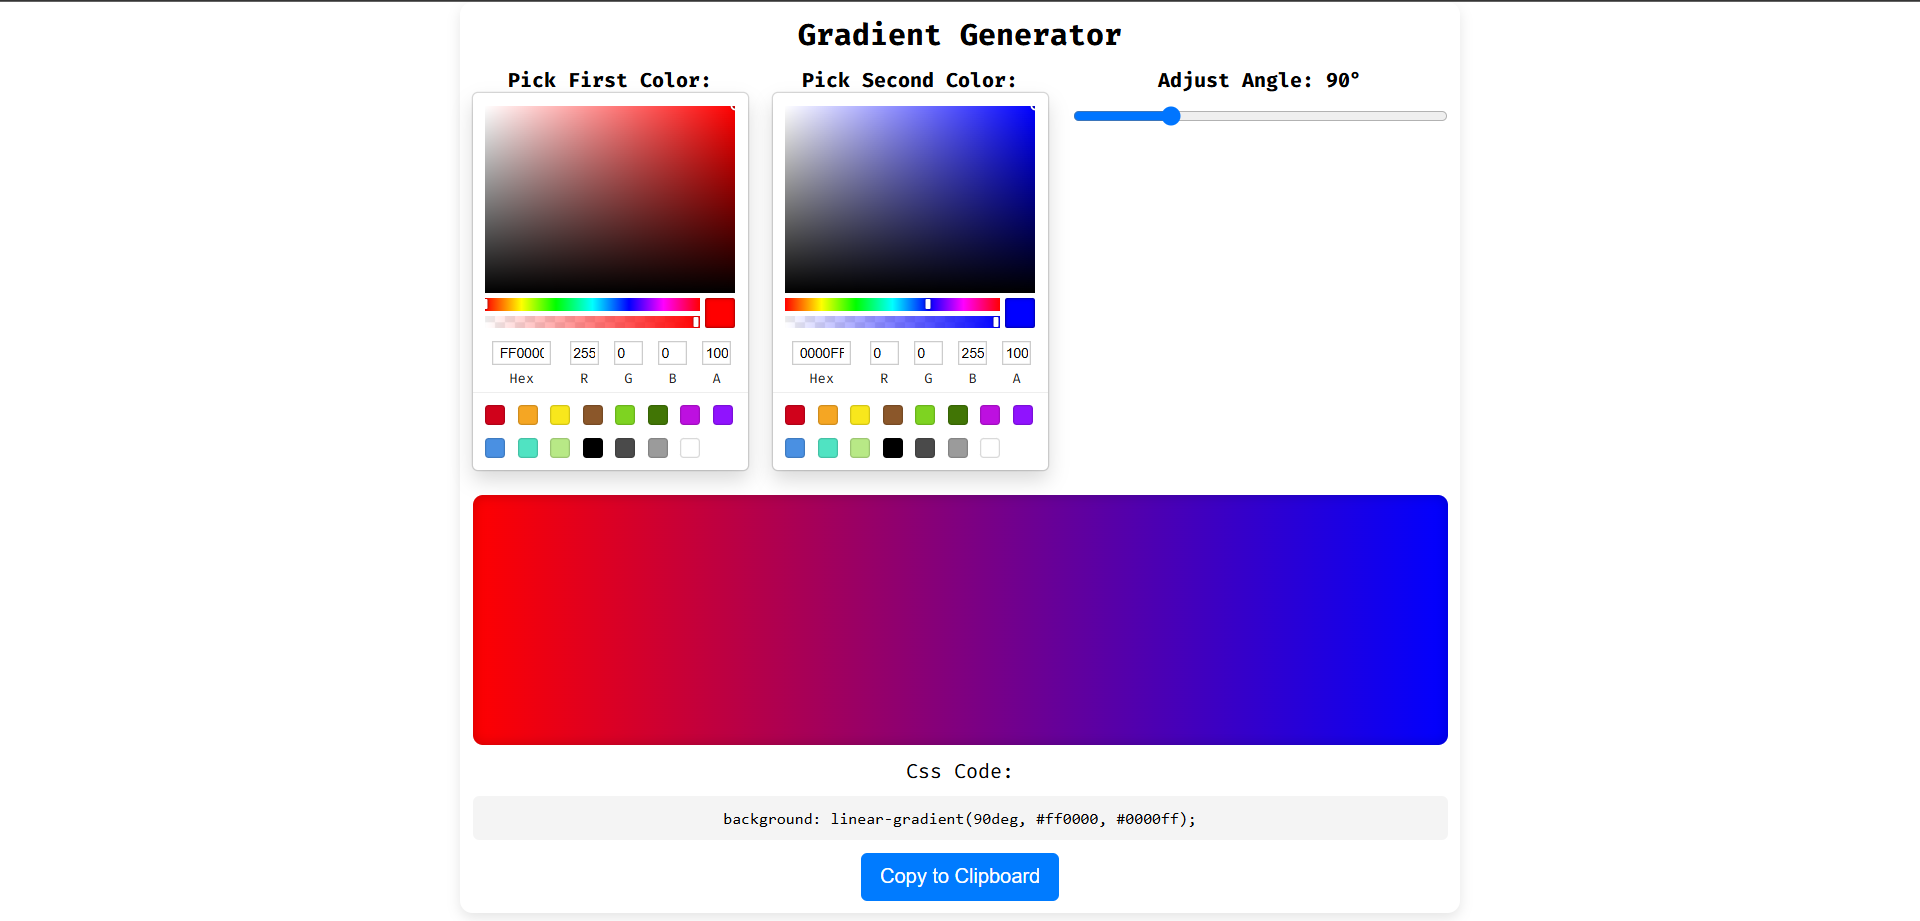 Gradient Generator
Pick First Color:
Pick Second Color:
Adjust Angle: 90°
FF000
255
0
0
100
Hex
R
G
B
A
0000FF
0
0
255
100
Hex
R
G
B
A
Css Code:
background: linear-gradient(90deg, #ff0000, #0000ff);
Copy to Clipboard